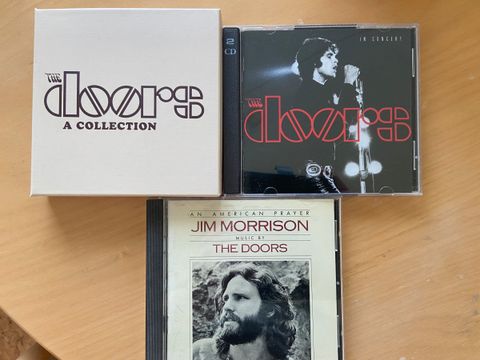 THE
doors
A COLLECTION
2
CD
IN CONCERT
THE
doors
AN AMERICAN PRAYER
JIM MORRISON
MUSIC BY
THE DOORS